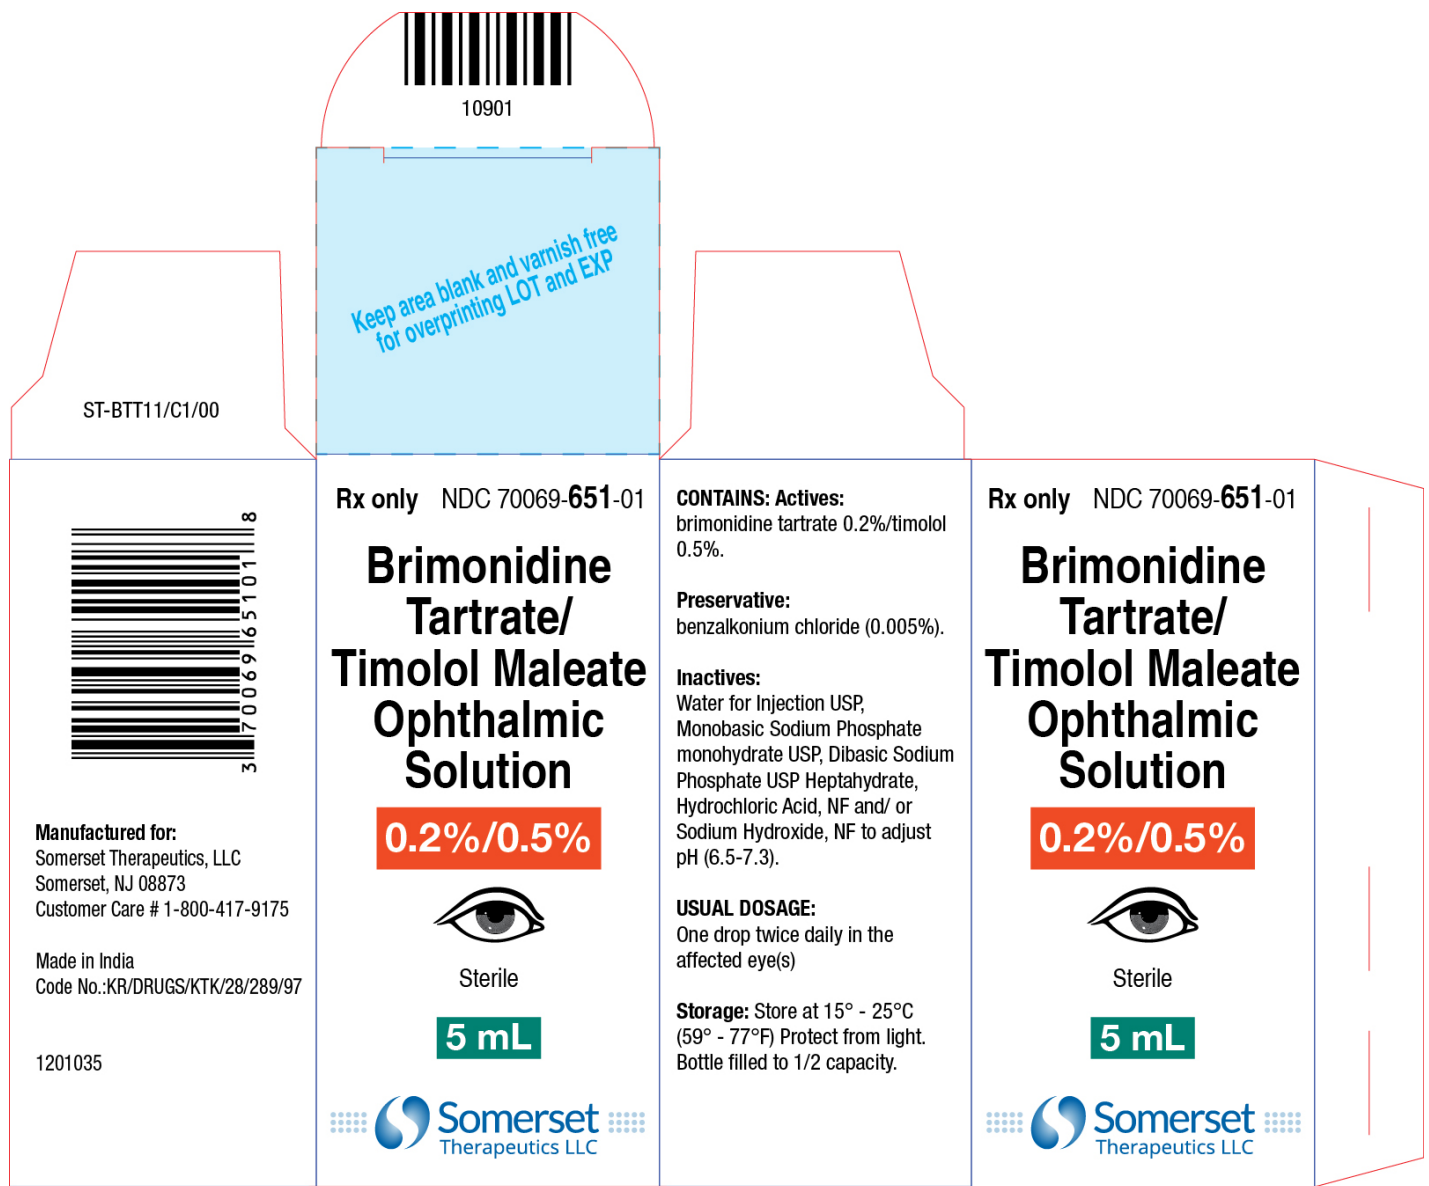 10901
Keep area blank and varnish free
for overprinting LOT and EXP
ST-BTT11/C1/00
3 70069 65101 8
Manufactured for:
Somerset Therapeutics, LLC
Somerset, NJ 08873
Customer Care # 1-800-417-9175
Made in India
Code No.:KR/DRUGS/KTK/28/289/97
1201035
Rx only NDC 70069-651-01
Brimonidine
Tartrate/
Timolol Maleate
Ophthalmic
Solution
0.2%/0.5%
Sterile
5 mL
Somerset
Therapeutics LLC
CONTAINS: Actives:
brimonidine tartrate 0.2%/timolol
0.5%.
Preservative:
benzalkonium chloride (0.005%).
Inactives:
Water for Injection USP,
Monobasic Sodium Phosphate
monohydrate USP, Dibasic Sodium
Phosphate USP Heptahydrate,
Hydrochloric Acid, NF and/ or
Sodium Hydroxide, NF to adjust
pH (6.5-7.3).
USUAL DOSAGE:
One drop twice daily in the
affected eye(s)
Storage: Store at 15° - 25°C
(59° - 77°F) Protect from light.
Bottle filled to 1/2 capacity.
Rx only NDC 70069-651-01
Brimonidine
Tartrate/
Timolol Maleate
Ophthalmic
Solution
0.2%/0.5%
Sterile
5 mL
Somerset
Therapeutics LLC